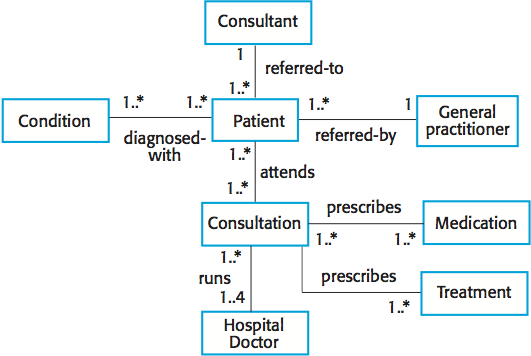 Consultant
1
referred-to
1..*
1..*
1..*
1..*
1
Condition
Patient
General
practitioner
diagnosed-
with
referred-by
1..*
attends
1..*
prescribes
Consultation
Medication
1..*
1..*
1..*
runs
prescribes
Treatment
1..4
1..*
Hospital
Doctor